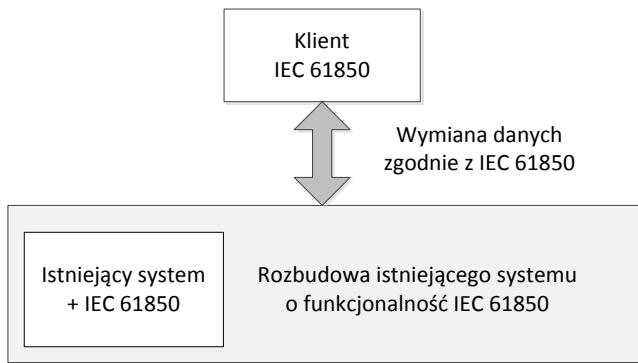 Klient
IEC 61850
Wymiana danych
zgodnie z IEC 61850
Istniejący system
+ IEC 61850
Rozbudowa istniejącego systemu
o funkcjonalność IEC 61850